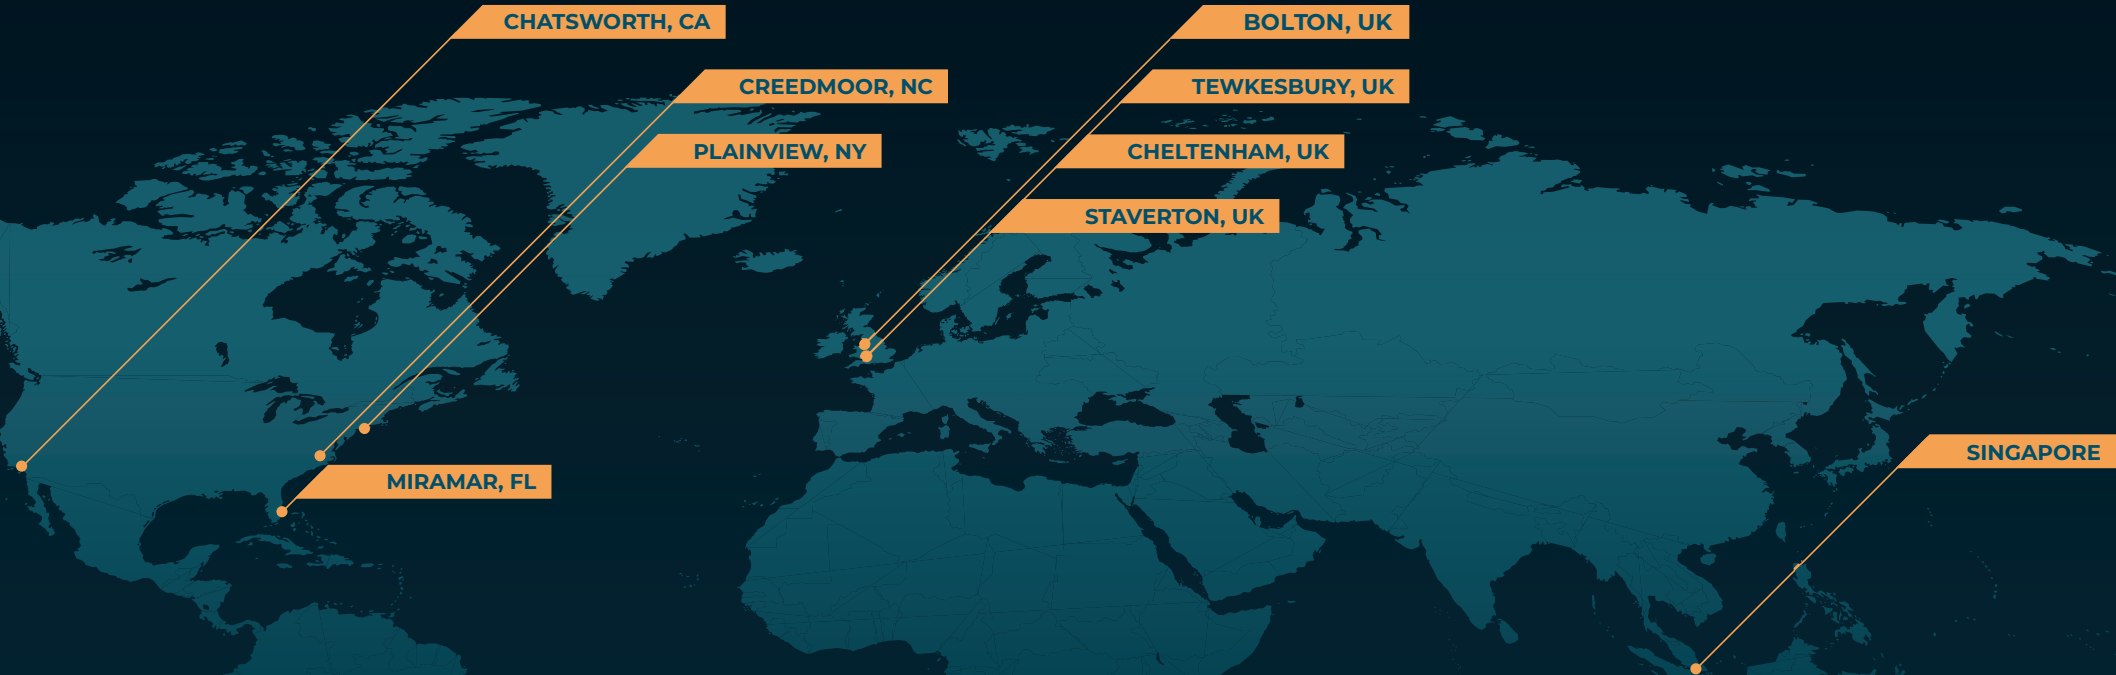 CHATSWORTH, CA
CREEDMOOR, NC
PLAINVIEW, NY
MIRAMAR, FL
BOLTON, UK
TEWKESBURY, UK
CHELTENHAM, UK
STAVERTON, UK
SINGAPORE